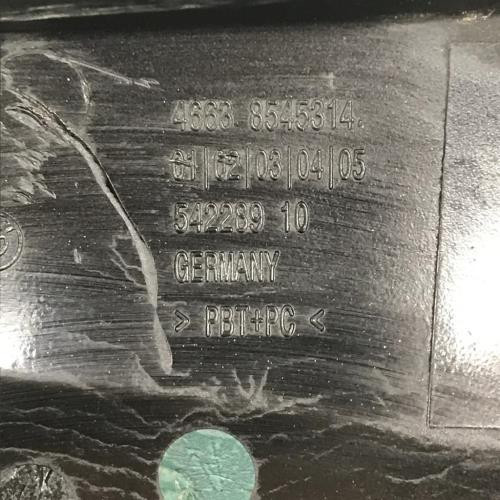 4663 8545314.
01|02|03|04|05
542289 10
GERMANY
> PBT+PC <